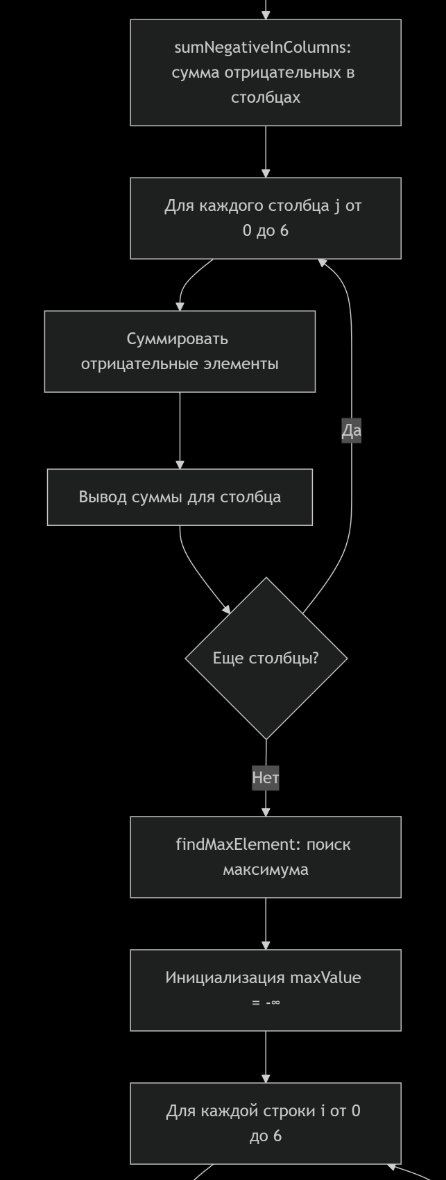 sumNegativeInColumns:
сумма отрицательных в
столбцах
Для каждого столбца j от
0 до 6
Суммировать
отрицательные элементы
Да
Вывод суммы для столбца
Еще столбцы?
Нет
findMaxElement: поиск
максимума
Инициализация maxValue
= -∞
Для каждой строки i от 0
до 6